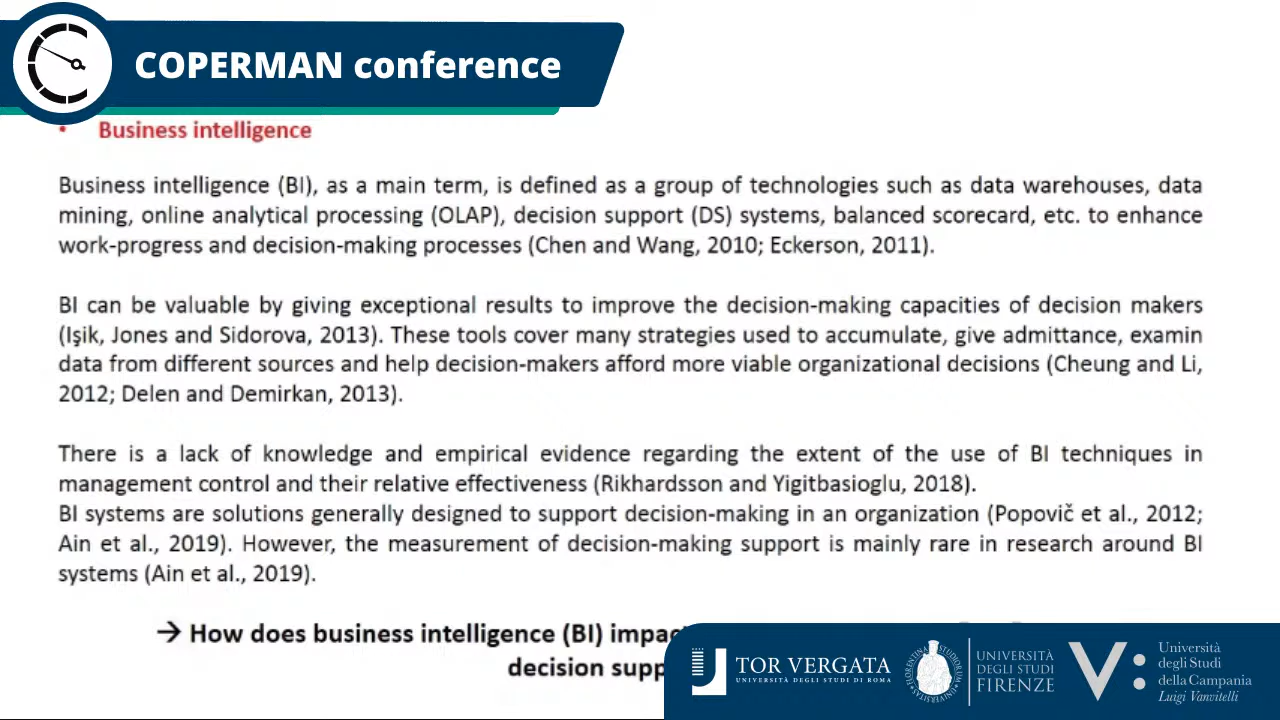 COPERMAN conference
• Business intelligence
Business intelligence (BI), as a main term, is defined as a group of technologies such as data warehouses, data
mining, online analytical processing (OLAP), decision support (DS) systems, balanced scorecard, etc. to enhance
work-progress and decision-making processes (Chen and Wang, 2010; Eckerson, 2011).
BI can be valuable by giving exceptional results to improve the decision-making capacities of decision makers
(Işik, Jones and Sidorova, 2013). These tools cover many strategies used to accumulate, give admittance, examin
data from different sources and help decision-makers afford more viable organizational decisions (Cheung and Li,
2012; Delen and Demirkan, 2013).
There is a lack of knowledge and empirical evidence regarding the extent of the use of BI techniques in
management control and their relative effectiveness (Rikhardsson and Yigitbasioglu, 2018).
BI systems are solutions generally designed to support decision-making in an organization (Popovič et al., 2012;
Ain et al., 2019). However, the measurement of decision-making support is mainly rare in research around BI
systems (Ain et al., 2019).
→ How does business intelligence (BI)
decision
TOR VERGATA
UNIVERSITÀ DEGLI STUDI DI ROMA
FLORENTINA STUDIORUM UNIVERSITAS
UNIVERSITÀ
DEGLI STUDI
FIRENZE
V:
Università
degli Studi
della Campania
Luigi Vanvitelli